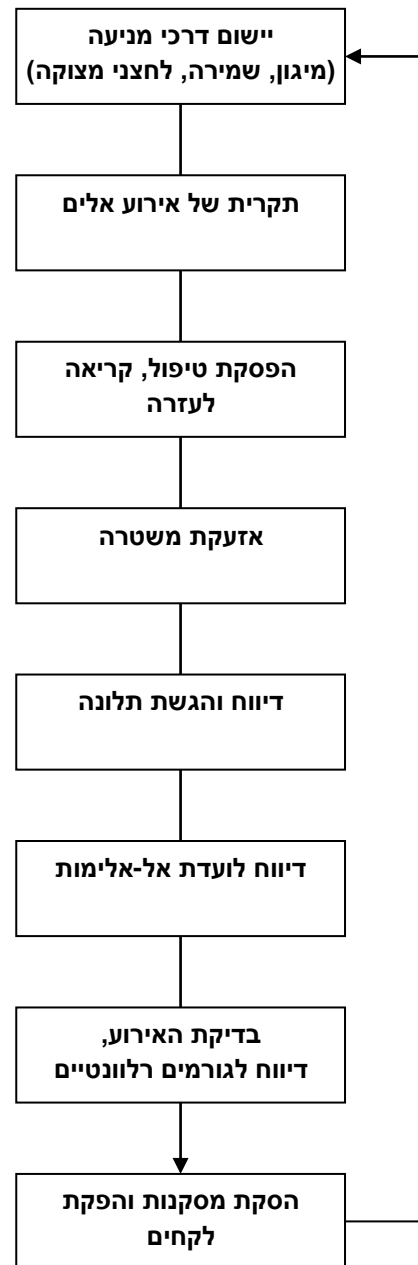 יישום דרכי מניעה
(מיגון, שמירה, לחצני מצוקה)
תקרית של אירוע אלים
הפסקת טיפול, קריאה
לעזרה
אזעקת משטרה
דיווח והגשת תלונה
דיווח לועדת אל-אלימות
בדיקת האירוע,
דיווח לגורמים רלוונטיים
הסקת מסקנות והפקת
לקחים